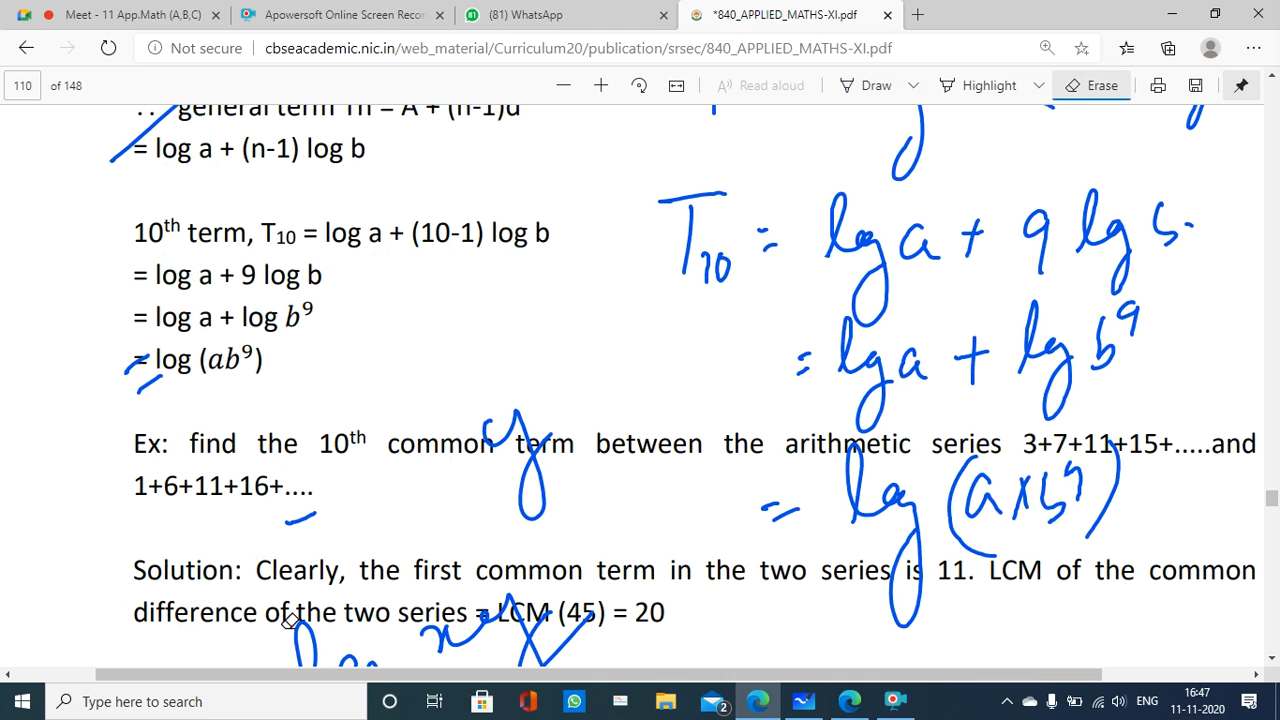 11 App.Math (A,B,C)
Meet - 11 App.Math (A,B,C)
Apowersoft Online Screen Recor
(81) WhatsApp
*840_APPLIED_MATHS-XI.pdf
Not secure
cbseacademic.nic.in/web_material/Curriculum20/publication/srsec/840_APPLIED_MATHS-XI.pdf
110 of 148
Read aloud
Draw
Highlight
Erase
∴ general term Tn = A + (n-1)d
= log a + (n-1) log b
10th term, T10 = log a + (10-1) log b
T10 = log a + 9 log b
= log a + 9 log b
= log a + log b⁹
= log a + log b⁹
= log (ab⁹)
Ex: find the 10th common term between the arithmetic series 3+7+11+15+.....and
1+6+11+16+....
= log (a×b⁹)
Solution: Clearly, the first common term in the two series is 11. LCM of the common
difference of the two series = LCM (45) = 20
Type here to search
2
ENG
16:47
11-11-2020